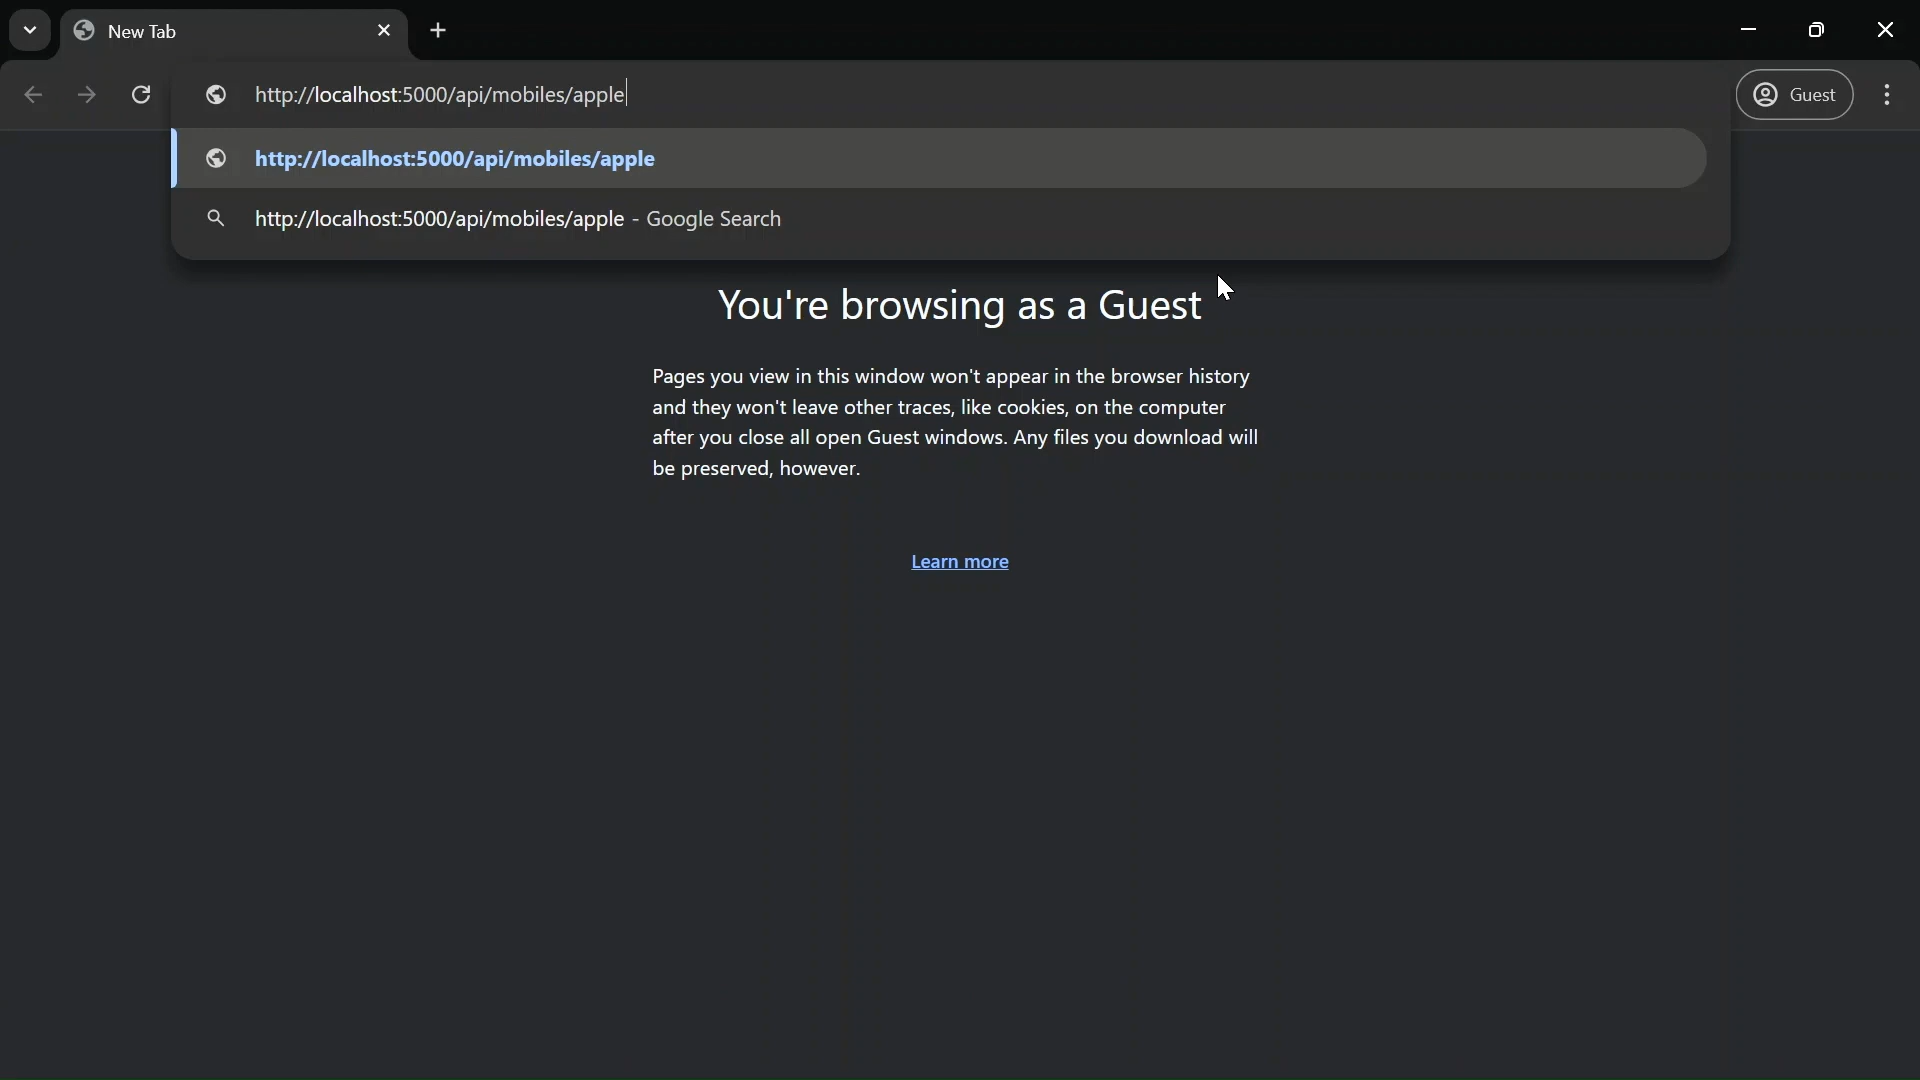 New Tab
http://localhost:5000/api/mobiles/apple
Guest
http://localhost:5000/api/mobiles/apple
http://localhost:5000/api/mobiles/apple - Google Search
You're browsing as a Guest
Pages you view in this window won't appear in the browser history
and they won't leave other traces, like cookies, on the computer
after you close all open Guest windows. Any files you download will
be preserved, however.
Learn more